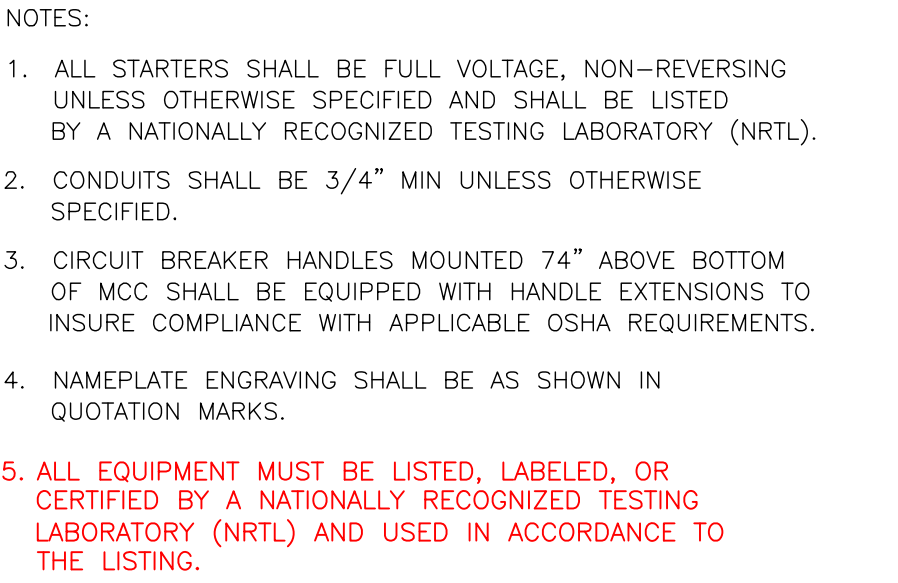 NOTES:
1. ALL STARTERS SHALL BE FULL VOLTAGE, NON-REVERSING
UNLESS OTHERWISE SPECIFIED AND SHALL BE LISTED
BY A NATIONALLY RECOGNIZED TESTING LABORATORY (NRTL).
2. CONDUITS SHALL BE 3/4” MIN UNLESS OTHERWISE
SPECIFIED.
3. CIRCUIT BREAKER HANDLES MOUNTED 74” ABOVE BOTTOM
OF MCC SHALL BE EQUIPPED WITH HANDLE EXTENSIONS TO
INSURE COMPLIANCE WITH APPLICABLE OSHA REQUIREMENTS.
4. NAMEPLATE ENGRAVING SHALL BE AS SHOWN IN
QUOTATION MARKS.
5. ALL EQUIPMENT MUST BE LISTED, LABELED, OR
CERTIFIED BY A NATIONALLY RECOGNIZED TESTING
LABORATORY (NRTL) AND USED IN ACCORDANCE TO
THE LISTING.